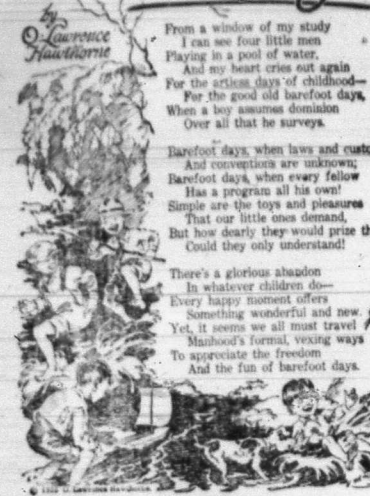 by
O. Lawrence
Hawthorne
From a window of my study
I can see four little men
Playing in a pool of water,
And my heart cries out again
For the artless days of childhood—
For the good old barefoot days,
When a boy assumes dominion
Over all that he surveys.
Barefoot days, when laws and custo
And conventions are unknown;
Barefoot days, when every fellow
Has a program all his own!
Simple are the toys and pleasures
That our little ones demand,
But how dearly they would prize th
Could they only understand!
There's a glorious abandon
In whatever children do—
Every happy moment offers
Something wonderful and new.
Yet, it seems we all must travel
Manhood's formal, vexing ways
To appreciate the freedom
And the fun of barefoot days.
© O. Lawrence Hawthorne